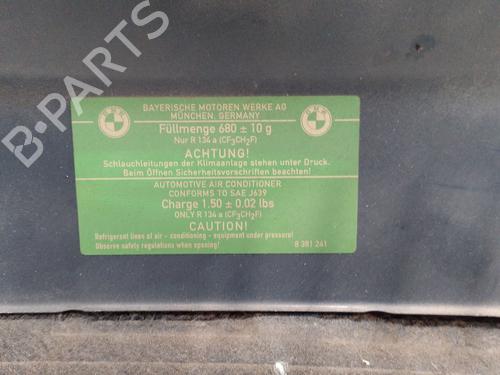 B-PARTS
BAYERISCHE MOTOREN WERKE AG
MÜNCHEN, GERMANY
Füllmenge 680 ± 10 g
Nur R 134 a (CF3CH2F)
ACHTUNG!
Schlauchleitungen der Klimaanlage stehen unter Druck.
Beim Öffnen Sicherheitsvorschriften beachten!
AUTOMOTIVE AIR CONDITIONER
CONFORMS TO SAE J639
Charge 1.50 ± 0.02 lbs
ONLY R 134 a (CF3CH2F)
CAUTION!
Refrigerant lines of air - conditioning - equipment under pressure!
Observe safety regulations when opening!
8 381 241